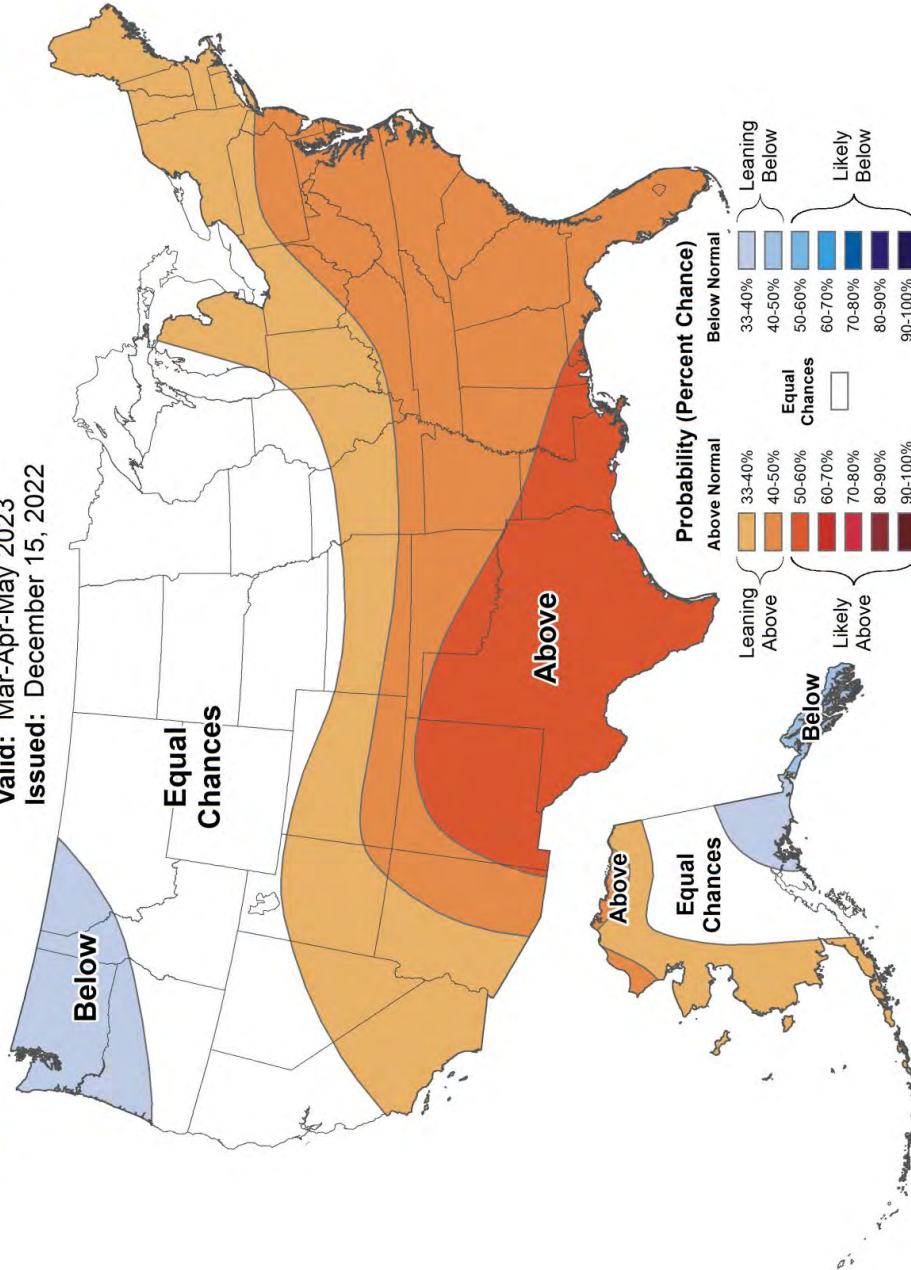 Valid: Mar-Apr-May 2023
Issued: December 15, 2022
Below
Equal
Chances
Above
Above
Equal
Chances
Below
Probability (Percent Chance)
Above Normal
Below Normal
Leaning
Above
33-40%
40-50%
Likely
Above
50-60%
60-70%
70-80%
80-90%
90-100%
Equal
Chances
33-40%
40-50%
Leaning
Below
50-60%
60-70%
70-80%
80-90%
90-100%
Likely
Below